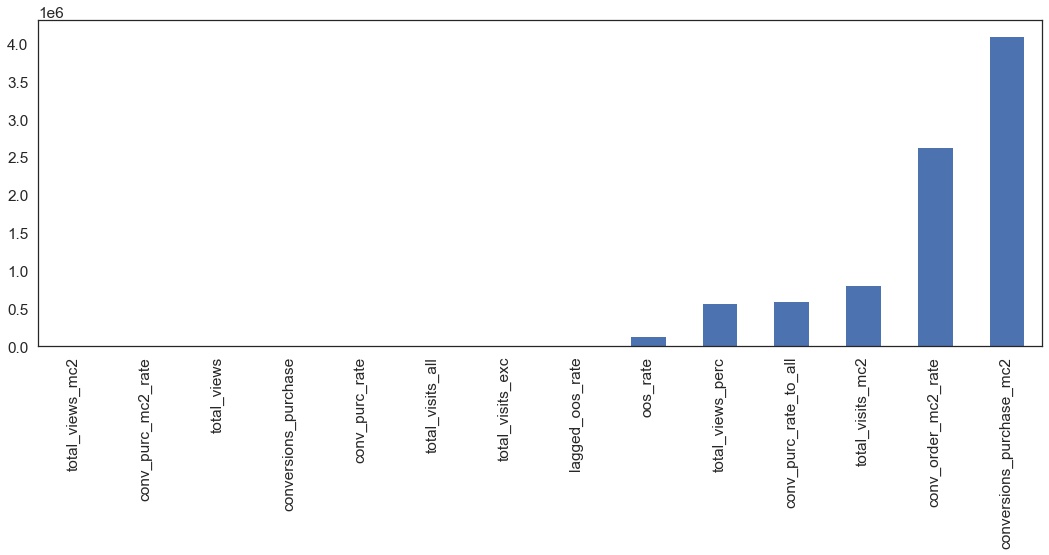 1e6
4.0
3.5
3.0
2.5
2.0
1.5
1.0
0.5
0.0
total_views_mc2
conv_purc_mc2_rate
total_views
conversions_purchase
conv_purc_rate
total_visits_all
total_visits_exc
lagged_oos_rate
oos_rate
total_views_perc
conv_purc_rate_to_all
total_visits_mc2
conv_order_mc2_rate
conversions_purchase_mc2